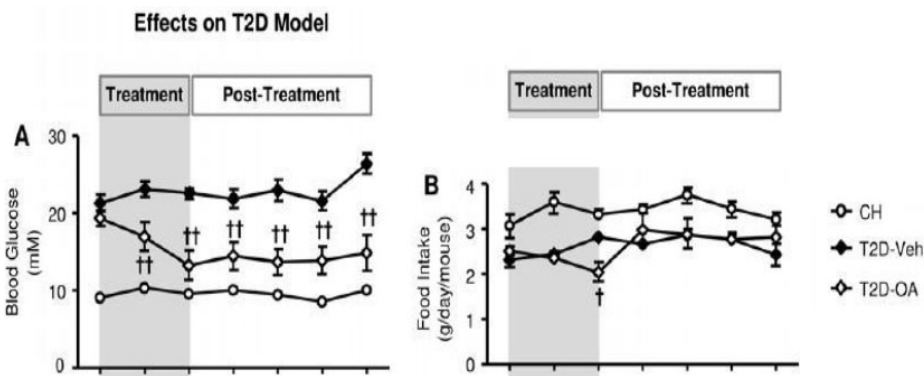 Effects on T2D Model
Treatment Post-Treatment
Treatment Post-Treatment
A
Blood Glucose
(mM)
30
20
10
0
††
††
††
††
††
††
B
Food Intake
(g/day/mouse)
4
3
2
1
0
†
CH
T2D-Veh
T2D-OA